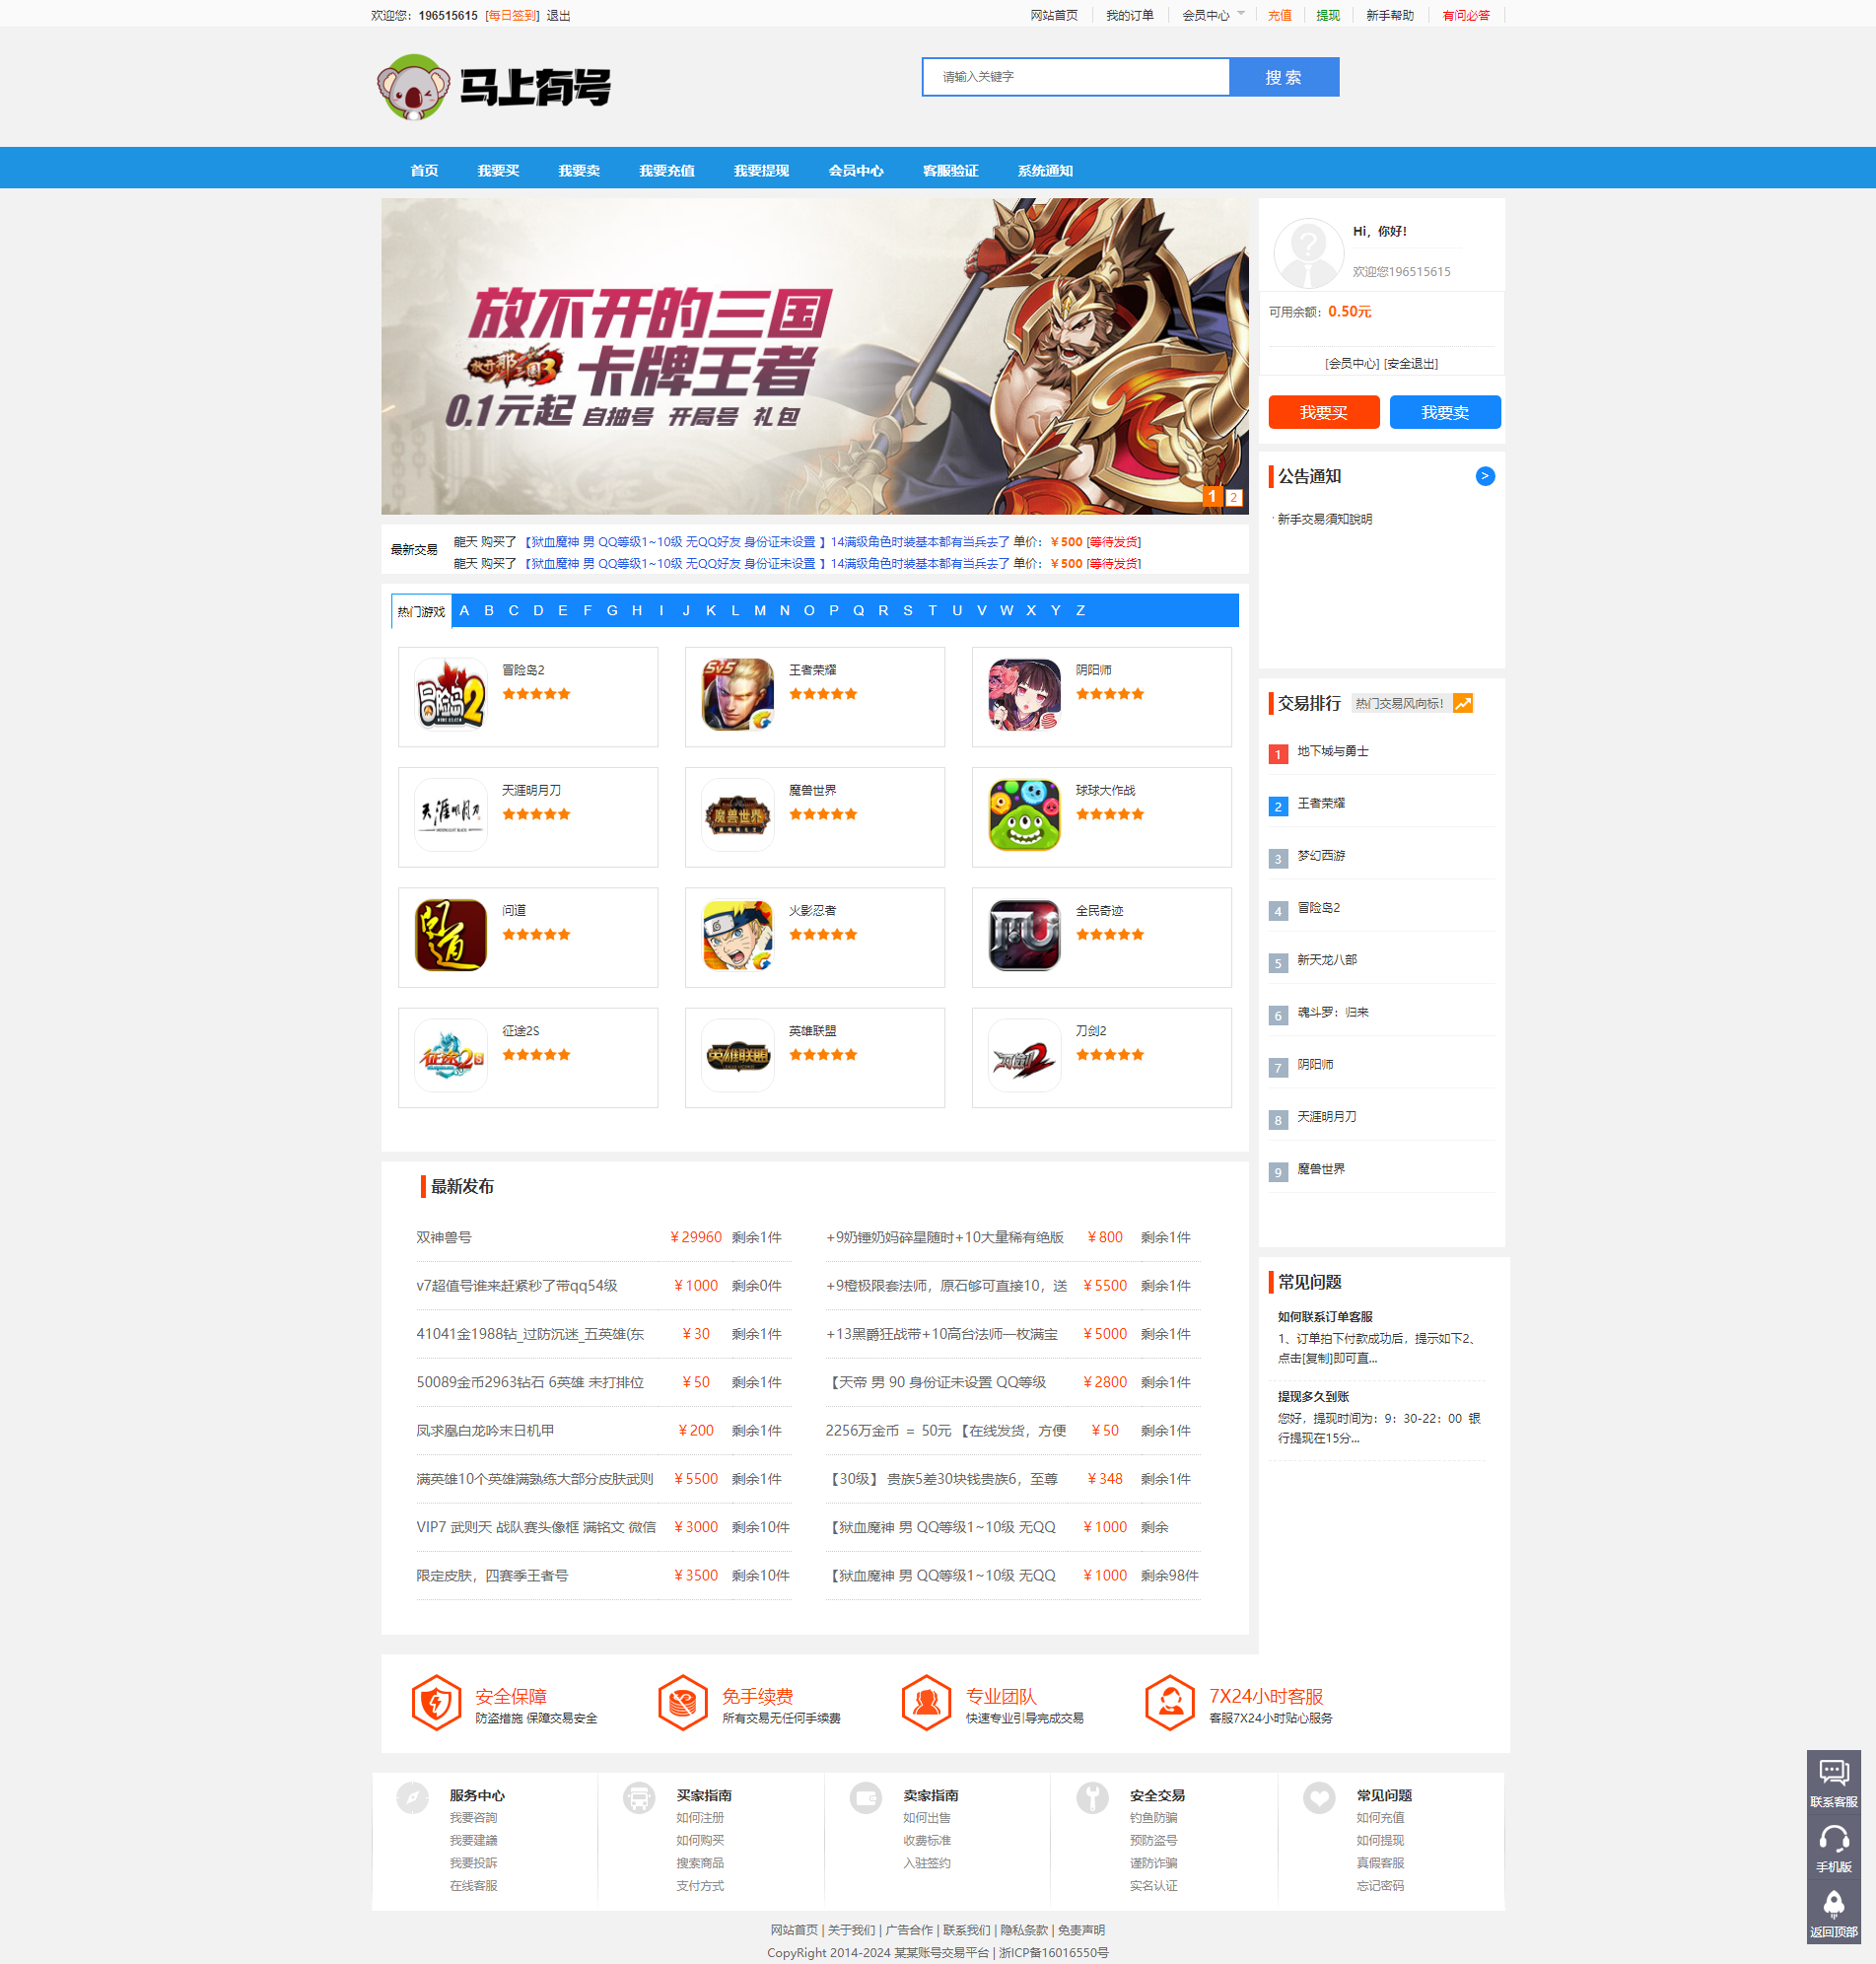 欢迎您：196515615 [每日签到] 退出
网站首页 我的订单 会员中心 充值 提现 新手帮助 有问必答
马上有号
请输入关键字 搜索
首页 我要买 我要卖 我要充值 我要提现 会员中心 客服验证 系统通知
放不开的三国
放开那三国3 卡牌王者
0.1元起 自抽号 开局号 礼包
1 2
Hi，你好！
欢迎您196515615
可用余额：0.50元
[会员中心] [安全退出]
我要买 我要卖
公告通知 >
· 新手交易須知說明
最新交易
龍天 购买了 【狱血魔神 男 QQ等级1~10级 无QQ好友 身份证未设置 】14满级角色时装基本都有当兵去了 单价：￥500 [等待发货]
龍天 购买了 【狱血魔神 男 QQ等级1~10级 无QQ好友 身份证未设置 】14满级角色时装基本都有当兵去了 单价：￥500 [等待发货]
热门游戏 A B C D E F G H I J K L M N O P Q R S T U V W X Y Z
冒险岛2
王者荣耀
阴阳师
天涯明月刀
魔兽世界
球球大作战
问道
火影忍者
全民奇迹
征途2S
英雄联盟
刀剑2
交易排行 热门交易风向标！
1 地下城与勇士
2 王者荣耀
3 梦幻西游
4 冒险岛2
5 新天龙八部
6 魂斗罗：归来
7 阴阳师
8 天涯明月刀
9 魔兽世界
最新发布
双神兽号 ￥29960 剩余1件
+9奶锤奶妈碎星随时+10大量稀有绝版 ￥800 剩余1件
v7超值号谁来赶紧秒了带qq54级 ￥1000 剩余0件
+9橙极限套法师，原石够可直接10，送 ￥5500 剩余1件
41041金1988钻_过防沉迷_五英雄(东 ￥30 剩余1件
+13黑爵狂战带+10高台法师一枚满宝 ￥5000 剩余1件
50089金币2963钻石 6英雄 未打排位 ￥50 剩余1件
【天帝 男 90 身份证未设置 QQ等级 ￥2800 剩余1件
凤求凰白龙吟末日机甲 ￥200 剩余1件
2256万金币 = 50元 【在线发货，方便 ￥50 剩余1件
满英雄10个英雄满熟练大部分皮肤武则 ￥5500 剩余1件
【30级】 贵族5差30块钱贵族6，至尊 ￥348 剩余1件
VIP7 武则天 战队赛头像框 满铭文 微信 ￥3000 剩余10件
【狱血魔神 男 QQ等级1~10级 无QQ ￥1000 剩余
限定皮肤，四赛季王者号 ￥3500 剩余10件
【狱血魔神 男 QQ等级1~10级 无QQ ￥1000 剩余98件
常见问题
如何联系订单客服
1、订单拍下付款成功后，提示如下2、
点击[复制]即可直...
提现多久到账
您好，提现时间为：9：30-22：00 银
行提现在15分...
安全保障
防盗措施 保障交易安全
免手续费
所有交易无任何手续费
专业团队
快速专业引导完成交易
7X24小时客服
客服7X24小时贴心服务
服务中心
我要咨詢
我要建議
我要投訴
在线客服
买家指南
如何注册
如何购买
搜索商品
支付方式
卖家指南
如何出售
收费标准
入驻签约
安全交易
钓鱼防骗
预防盗号
谨防诈骗
实名认证
常见问题
如何充值
如何提现
真假客服
忘记密码
联系客服
手机版
返回顶部
网站首页 | 关于我们 | 广告合作 | 联系我们 | 隐私条款 | 免责声明
CopyRight 2014-2024 某某账号交易平台 | 浙ICP备16016550号